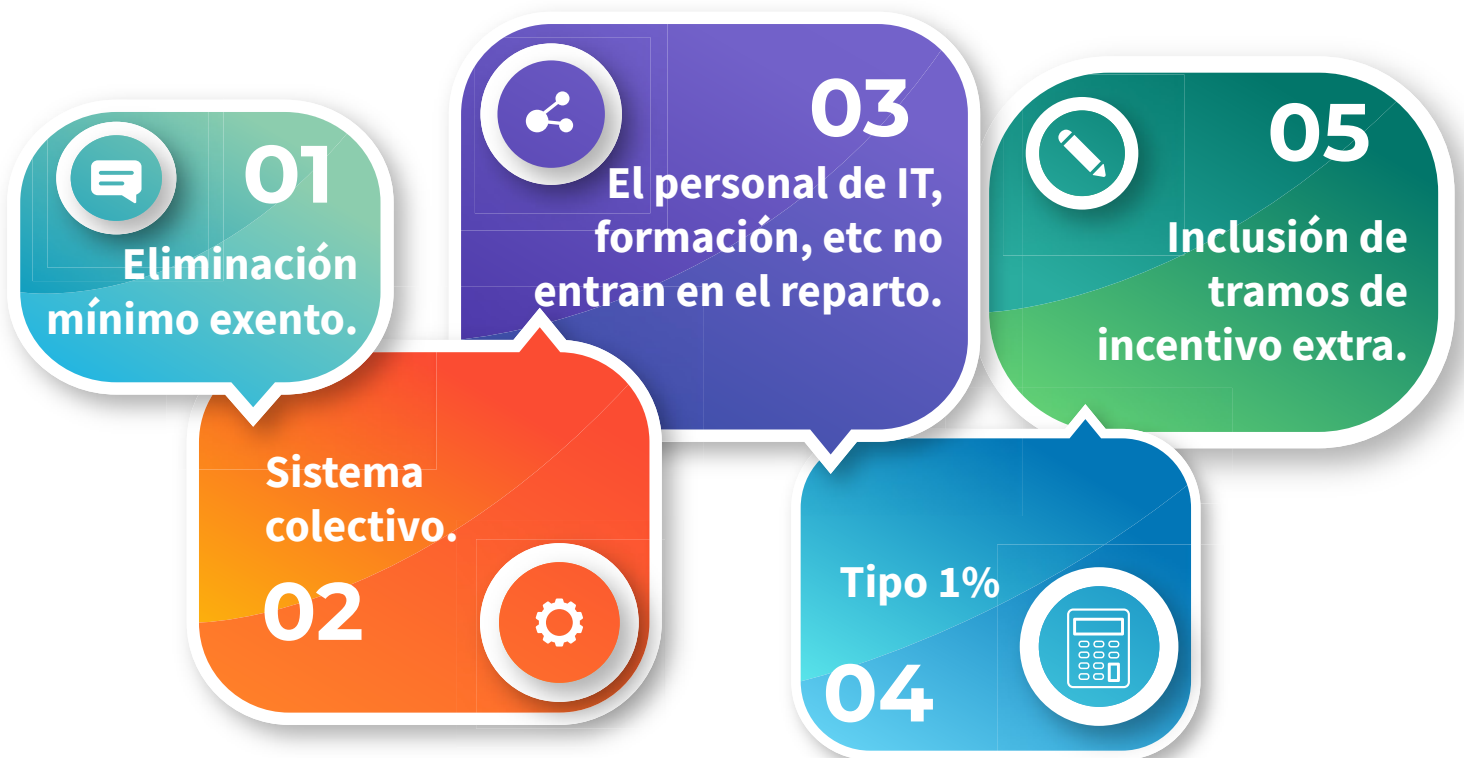 01
Eliminación
mínimo exento.
Sistema
colectivo.
02
03
El personal de IT,
formación, etc no
entran en el reparto.
Tipo 1%
04
05
Inclusión de
tramos de
incentivo extra.